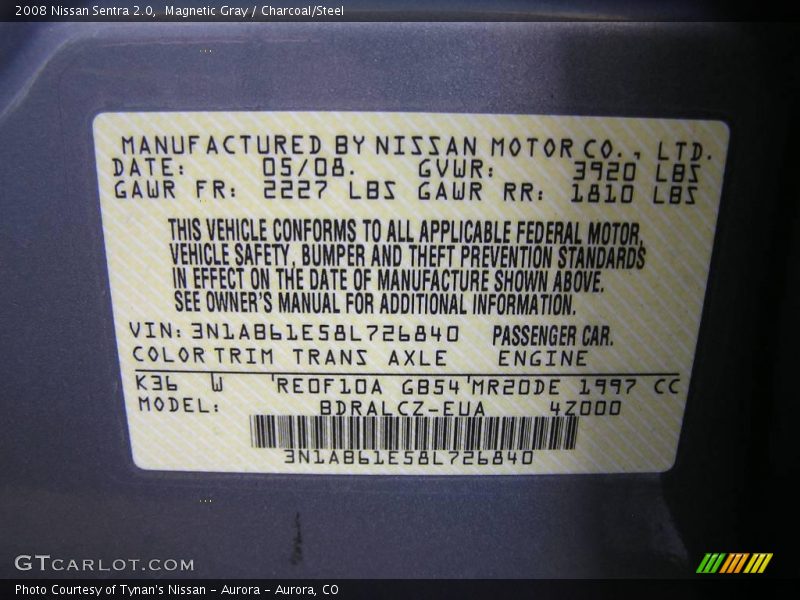 2008 Nissan Sentra 2.0, Magnetic Gray / Charcoal/Steel
MANUFACTURED BY NISSAN MOTOR CO., LTD.
DATE: 05/08. GVWR: 3920 LBS
GAWR FR: 2227 LBS GAWR RR: 1810 LBS
THIS VEHICLE CONFORMS TO ALL APPLICABLE FEDERAL MOTOR
VEHICLE SAFETY, BUMPER AND THEFT PREVENTION STANDARDS
IN EFFECT ON THE DATE OF MANUFACTURE SHOWN ABOVE.
SEE OWNER'S MANUAL FOR ADDITIONAL INFORMATION.
VIN: 3N1AB61E58L726840 PASSENGER CAR.
COLOR TRIM TRANS AXLE ENGINE
K36 W 'RE0F10A GB54'MR20DE 1997 CC
MODEL: BDRALCZ-EUA 4Z000
3N1AB61E58L726840
GTCARLOT.COM
Photo Courtesy of Tynan's Nissan - Aurora - Aurora, CO